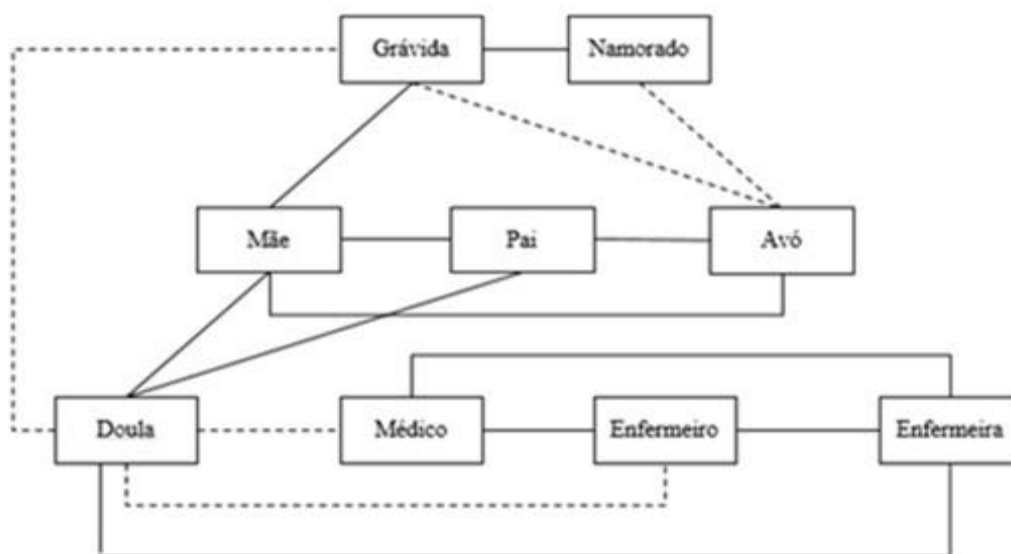 Grávida
Namorado
Mãe
Pai
Avó
Doula
Médico
Enfermeiro
Enfermeira